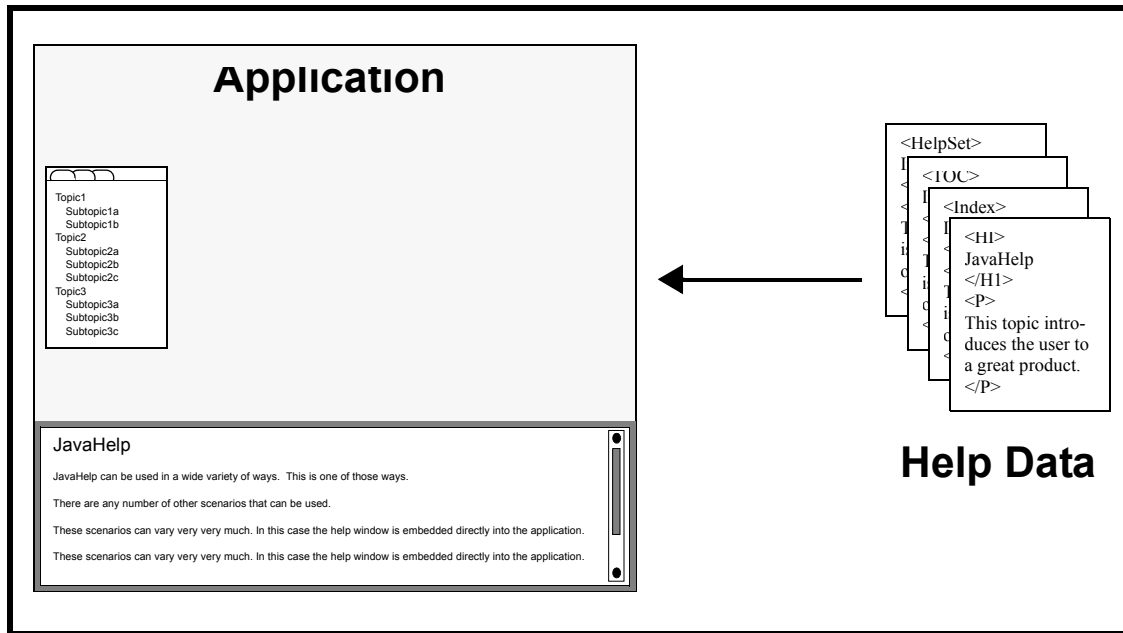 Application
Topic1
Subtopic1a
Subtopic1b
Topic2
Subtopic2a
Subtopic2b
Subtopic2c
Topic3
Subtopic3a
Subtopic3b
Subtopic3c
JavaHelp
JavaHelp can be used in a wide variety of ways.  This is one of those ways.
There are any number of other scenarios that can be used.
These scenarios can vary very very much. In this case the help window is embedded directly into the application.
These scenarios can vary very very much. In this case the help window is embedded directly into the application.
<HelpSet>
<TOC>
<Index>
<H1>
JavaHelp
</H1>
<P>
This topic intro-
duces the user to
a great product.
</P>
Help Data